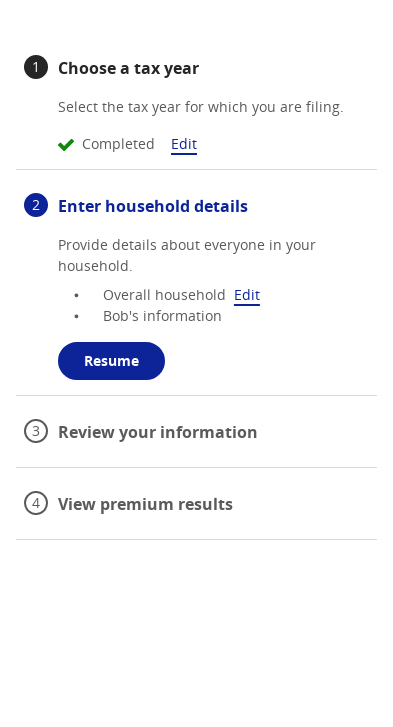 1 Choose a tax year
Select the tax year for which you are filing.
Completed Edit
2 Enter household details
Provide details about everyone in your
household.
• Overall household Edit
• Bob's information
Resume
3 Review your information
4 View premium results